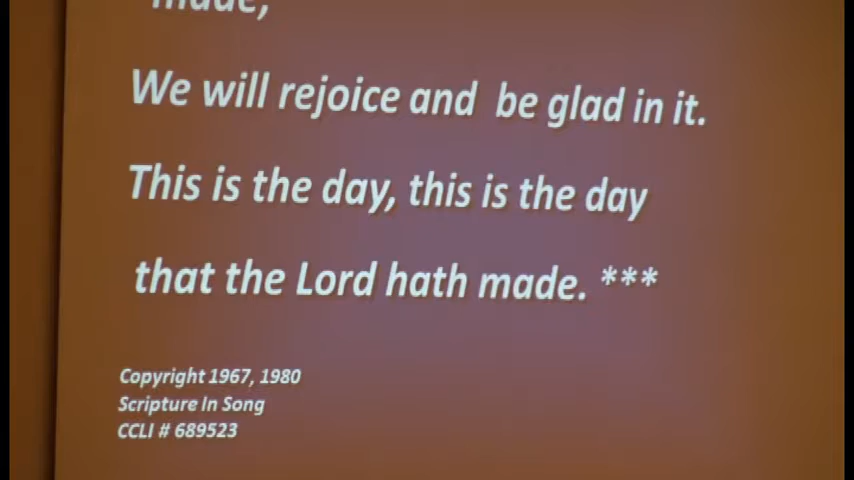 made,
We will rejoice and be glad in it.
This is the day, this is the day
that the Lord hath made. ***
Copyright 1967, 1980
Scripture In Song
CCLI # 689523